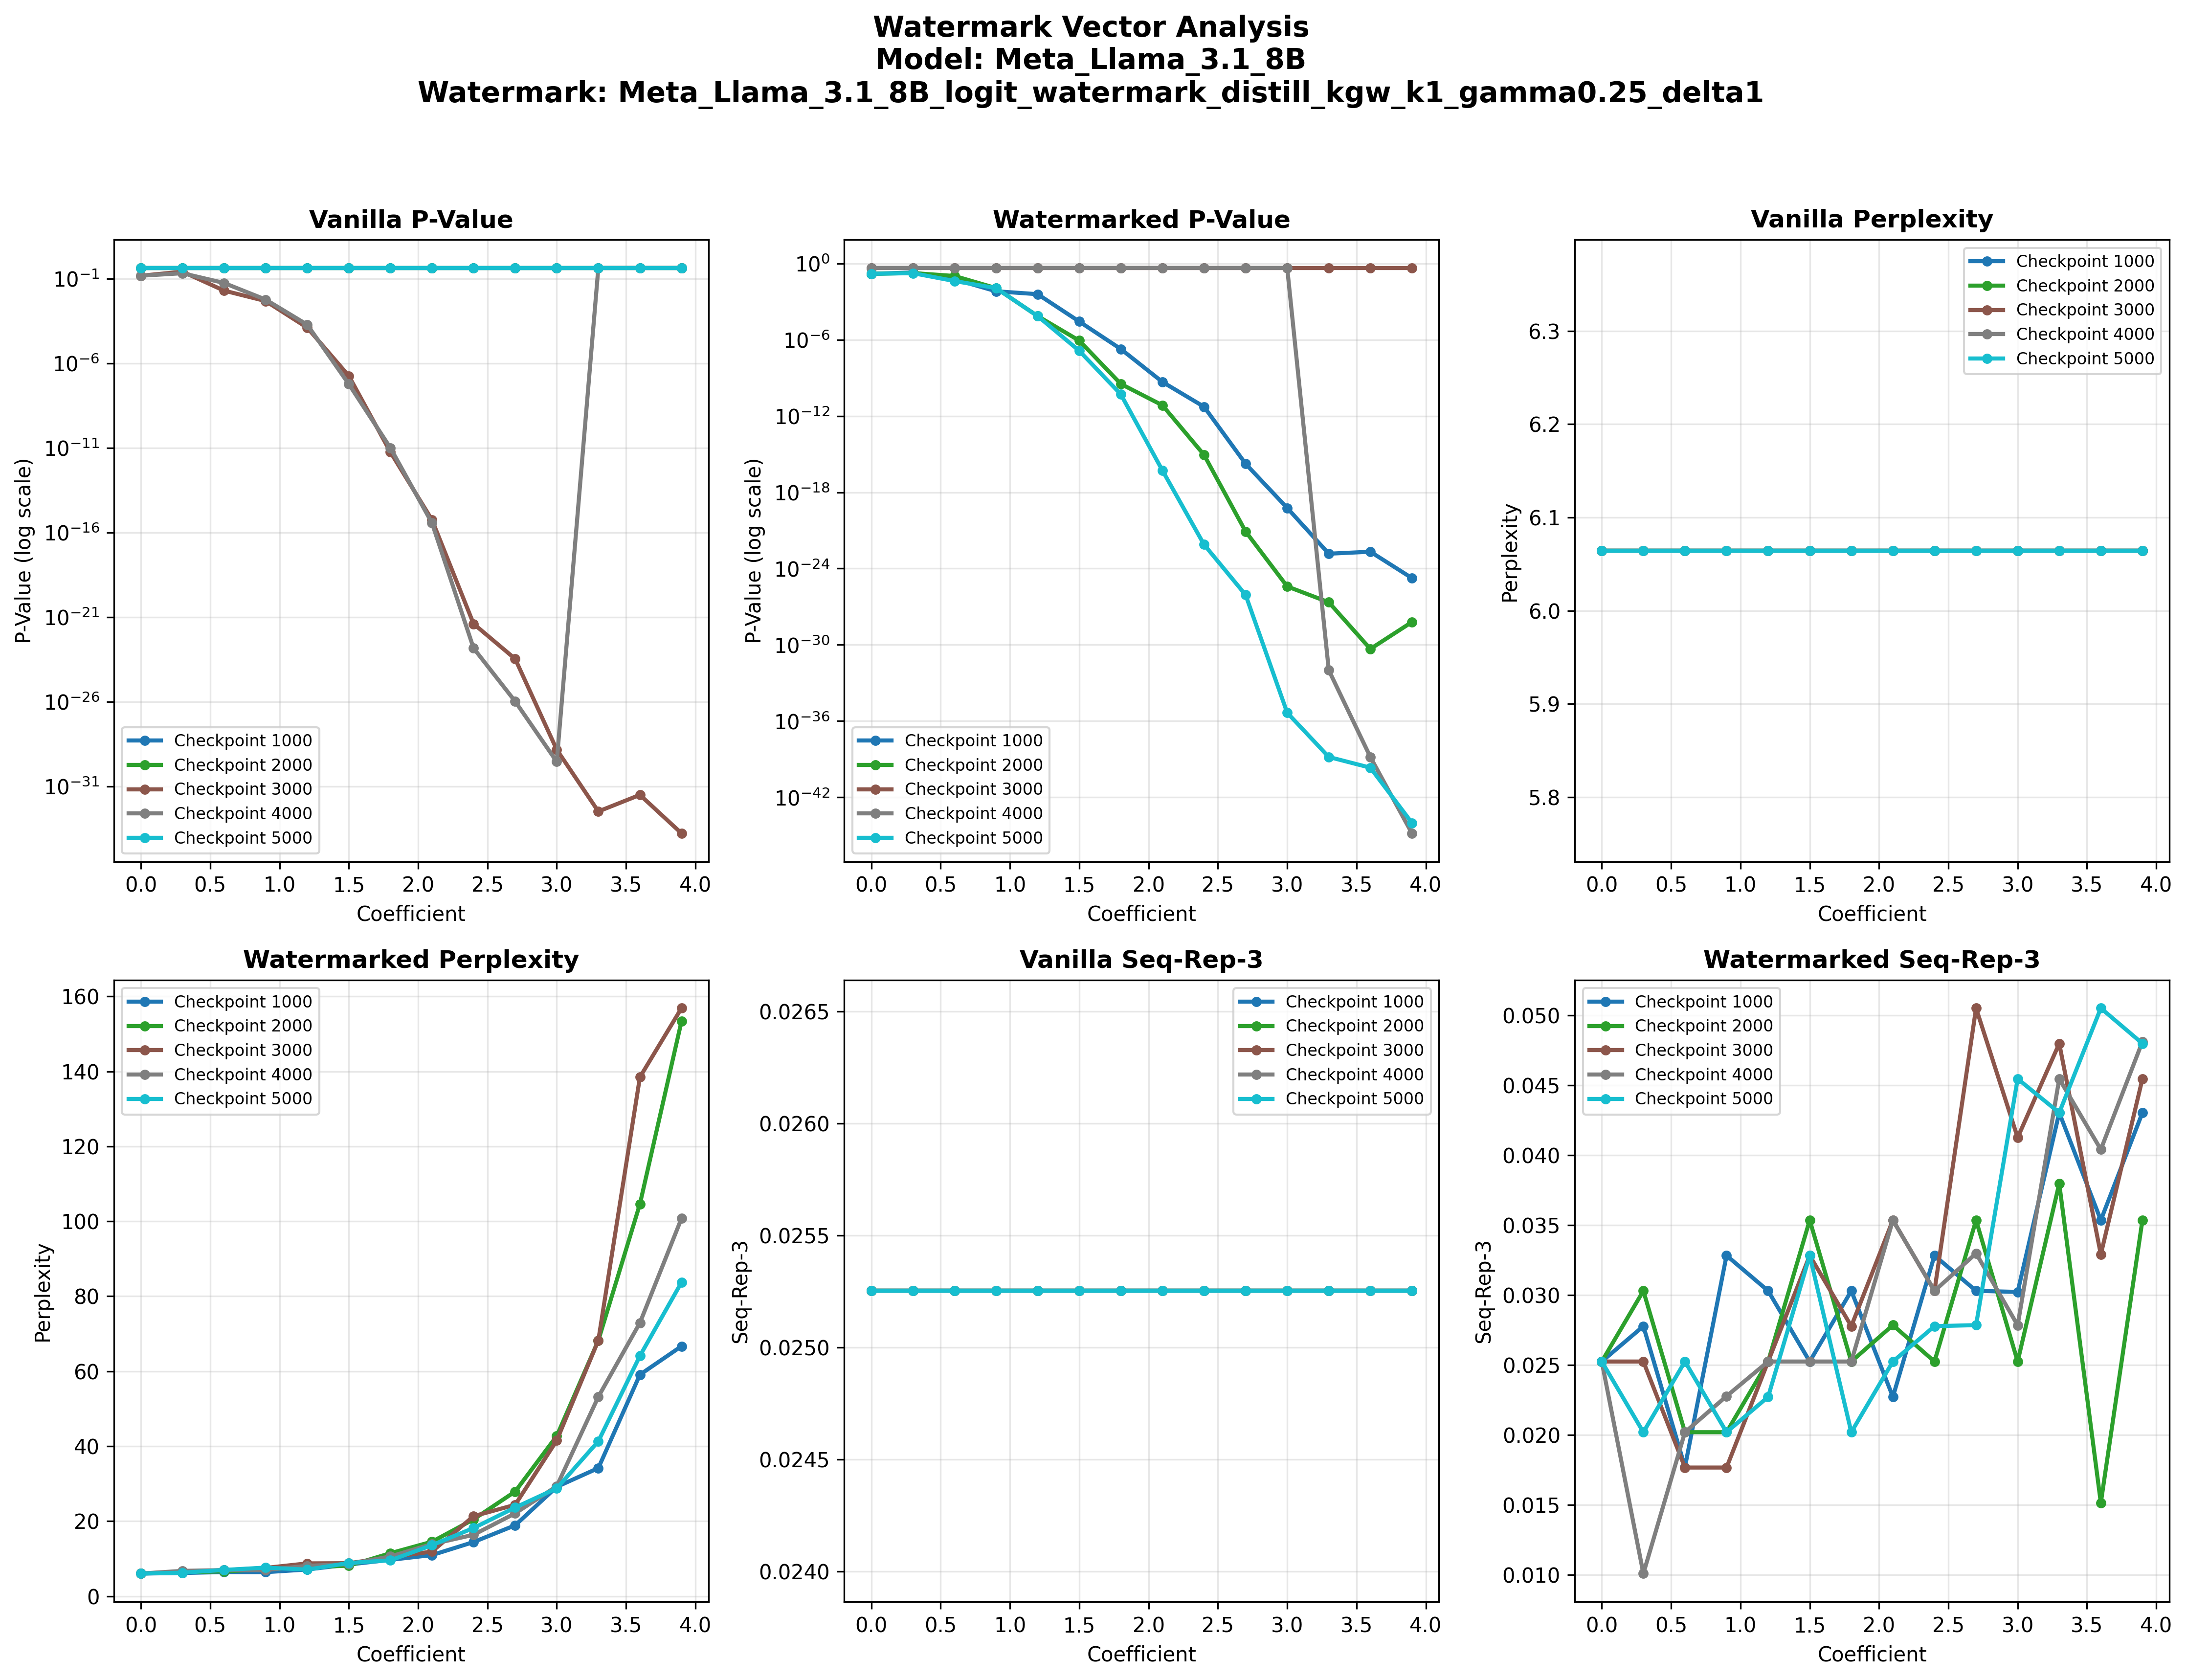 Watermark Vector Analysis
Model: Meta_Llama_3.1_8B
Watermark: Meta_Llama_3.1_8B_logit_watermark_distill_kgw_k1_gamma0.25_delta1
Vanilla P-Value
P-Value (log scale)
10^-1
10^-6
10^-11
10^-16
10^-21
10^-26
10^-31
Checkpoint 1000
Checkpoint 2000
Checkpoint 3000
Checkpoint 4000
Checkpoint 5000
0.0 0.5 1.0 1.5 2.0 2.5 3.0 3.5 4.0
Coefficient
Watermarked P-Value
P-Value (log scale)
10^0
10^-6
10^-12
10^-18
10^-24
10^-30
10^-36
10^-42
Checkpoint 1000
Checkpoint 2000
Checkpoint 3000
Checkpoint 4000
Checkpoint 5000
0.0 0.5 1.0 1.5 2.0 2.5 3.0 3.5 4.0
Coefficient
Vanilla Perplexity
Perplexity
6.3
6.2
6.1
6.0
5.9
5.8
Checkpoint 1000
Checkpoint 2000
Checkpoint 3000
Checkpoint 4000
Checkpoint 5000
0.0 0.5 1.0 1.5 2.0 2.5 3.0 3.5 4.0
Coefficient
Watermarked Perplexity
Perplexity
160
140
120
100
80
60
40
20
0
Checkpoint 1000
Checkpoint 2000
Checkpoint 3000
Checkpoint 4000
Checkpoint 5000
0.0 0.5 1.0 1.5 2.0 2.5 3.0 3.5 4.0
Coefficient
Vanilla Seq-Rep-3
Seq-Rep-3
0.0265
0.0260
0.0255
0.0250
0.0245
0.0240
Checkpoint 1000
Checkpoint 2000
Checkpoint 3000
Checkpoint 4000
Checkpoint 5000
0.0 0.5 1.0 1.5 2.0 2.5 3.0 3.5 4.0
Coefficient
Watermarked Seq-Rep-3
Seq-Rep-3
0.050
0.045
0.040
0.035
0.030
0.025
0.020
0.015
0.010
Checkpoint 1000
Checkpoint 2000
Checkpoint 3000
Checkpoint 4000
Checkpoint 5000
0.0 0.5 1.0 1.5 2.0 2.5 3.0 3.5 4.0
Coefficient